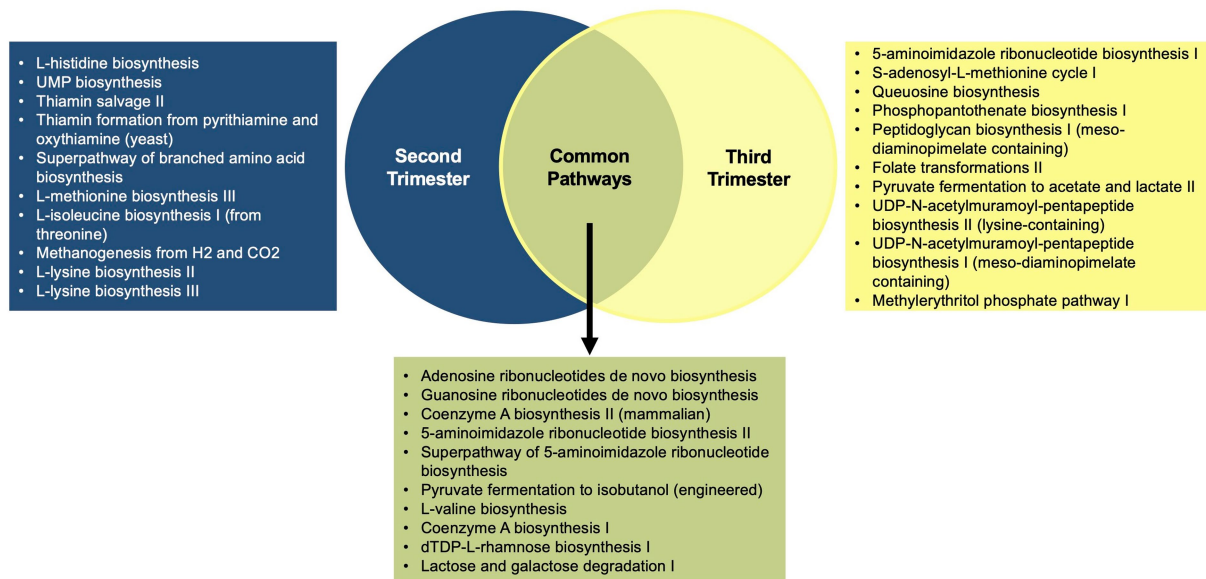 • L-histidine biosynthesis
• UMP biosynthesis
• Thiamin salvage II
• Thiamin formation from pyrithiamine and
oxythiamine (yeast)
• Superpathway of branched amino acid
biosynthesis
• L-methionine biosynthesis III
• L-isoleucine biosynthesis I (from
threonine)
• Methanogenesis from H2 and CO2
• L-lysine biosynthesis II
• L-lysine biosynthesis III
Second
Trimester
Common
Pathways
Third
Trimester
• 5-aminoimidazole ribonucleotide biosynthesis I
• S-adenosyl-L-methionine cycle I
• Queuosine biosynthesis
• Phosphopantothenate biosynthesis I
• Peptidoglycan biosynthesis I (meso-
diaminopimelate containing)
• Folate transformations II
• Pyruvate fermentation to acetate and lactate II
• UDP-N-acetylmuramoyl-pentapeptide
biosynthesis II (lysine-containing)
• UDP-N-acetylmuramoyl-pentapeptide
biosynthesis I (meso-diaminopimelate
containing)
• Methylerythritol phosphate pathway I
• Adenosine ribonucleotides de novo biosynthesis
• Guanosine ribonucleotides de novo biosynthesis
• Coenzyme A biosynthesis II (mammalian)
• 5-aminoimidazole ribonucleotide biosynthesis II
• Superpathway of 5-aminoimidazole ribonucleotide
biosynthesis
• Pyruvate fermentation to isobutanol (engineered)
• L-valine biosynthesis
• Coenzyme A biosynthesis I
• dTDP-L-rhamnose biosynthesis I
• Lactose and galactose degradation I